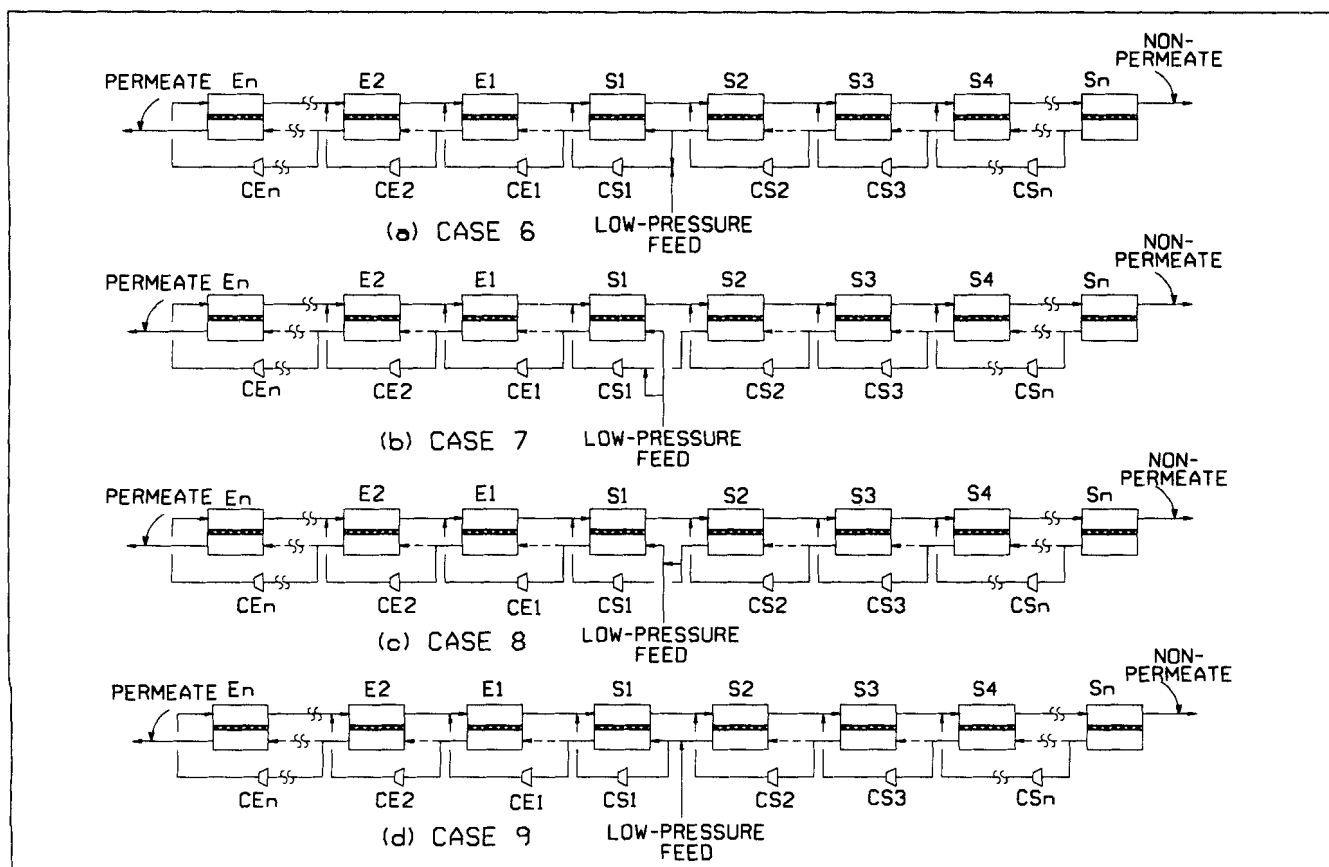 NON-
PERMEATE
PERMEATE En E2 E1 S1 S2 S3 S4 Sn
CEn CE2 CE1 CS1 CS2 CS3 CSn
(a) CASE 6
LOW-PRESSURE
FEED
NON-
PERMEATE
PERMEATE En E2 E1 S1 S2 S3 S4 Sn
CEn CE2 CE1 CS1 CS2 CS3 CSn
(b) CASE 7
LOW-PRESSURE
FEED
NON-
PERMEATE
PERMEATE En E2 E1 S1 S2 S3 S4 Sn
CEn CE2 CE1 CS1 CS2 CS3 CSn
(c) CASE 8
LOW-PRESSURE
FEED
NON-
PERMEATE
PERMEATE En E2 E1 S1 S2 S3 S4 Sn
CEn CE2 CE1 CS1 CS2 CS3 CSn
(d) CASE 9
LOW-PRESSURE
FEED